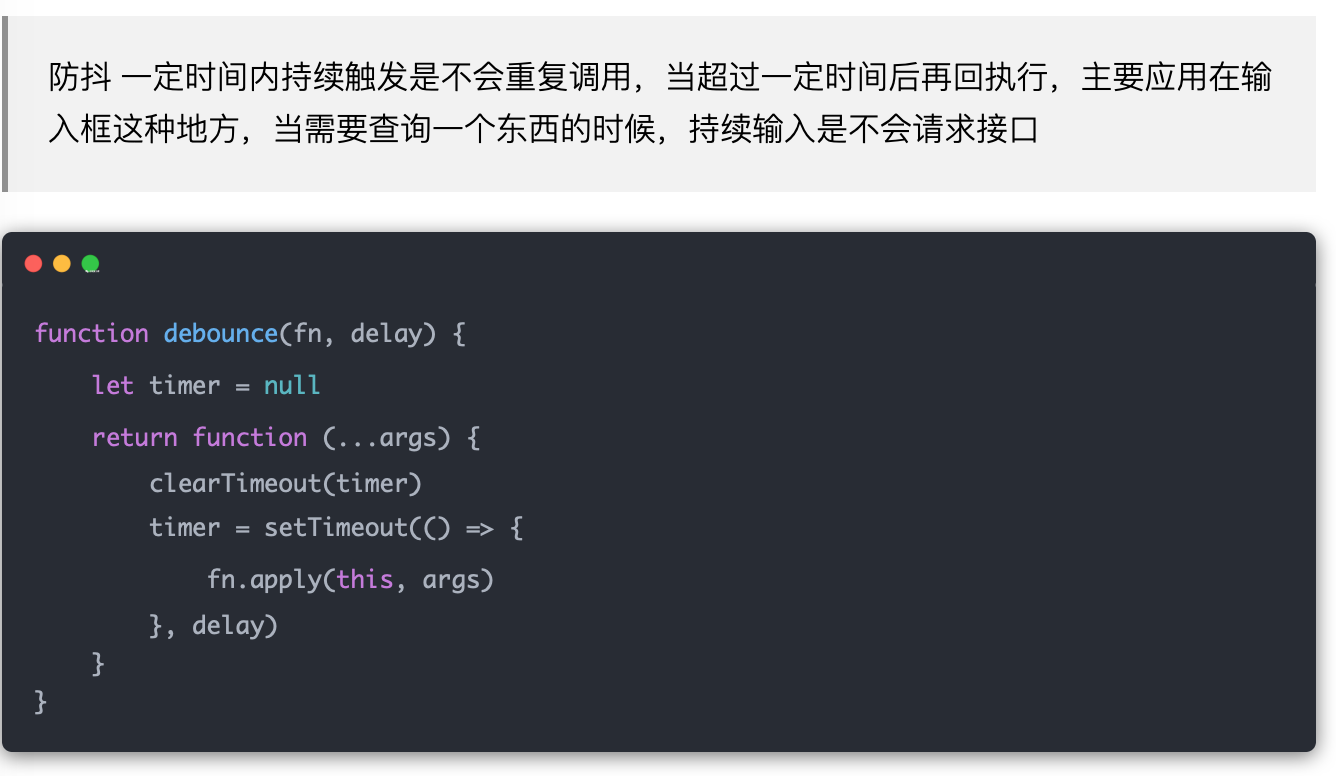 防抖 一定时间内持续触发是不会重复调用，当超过一定时间后再回执行，主要应用在输
入框这种地方，当需要查询一个东西的时候，持续输入是不会请求接口
function debounce(fn, delay) {
    let timer = null
    return function (...args) {
        clearTimeout(timer)
        timer = setTimeout(() => {
            fn.apply(this, args)
        }, delay)
    }
}